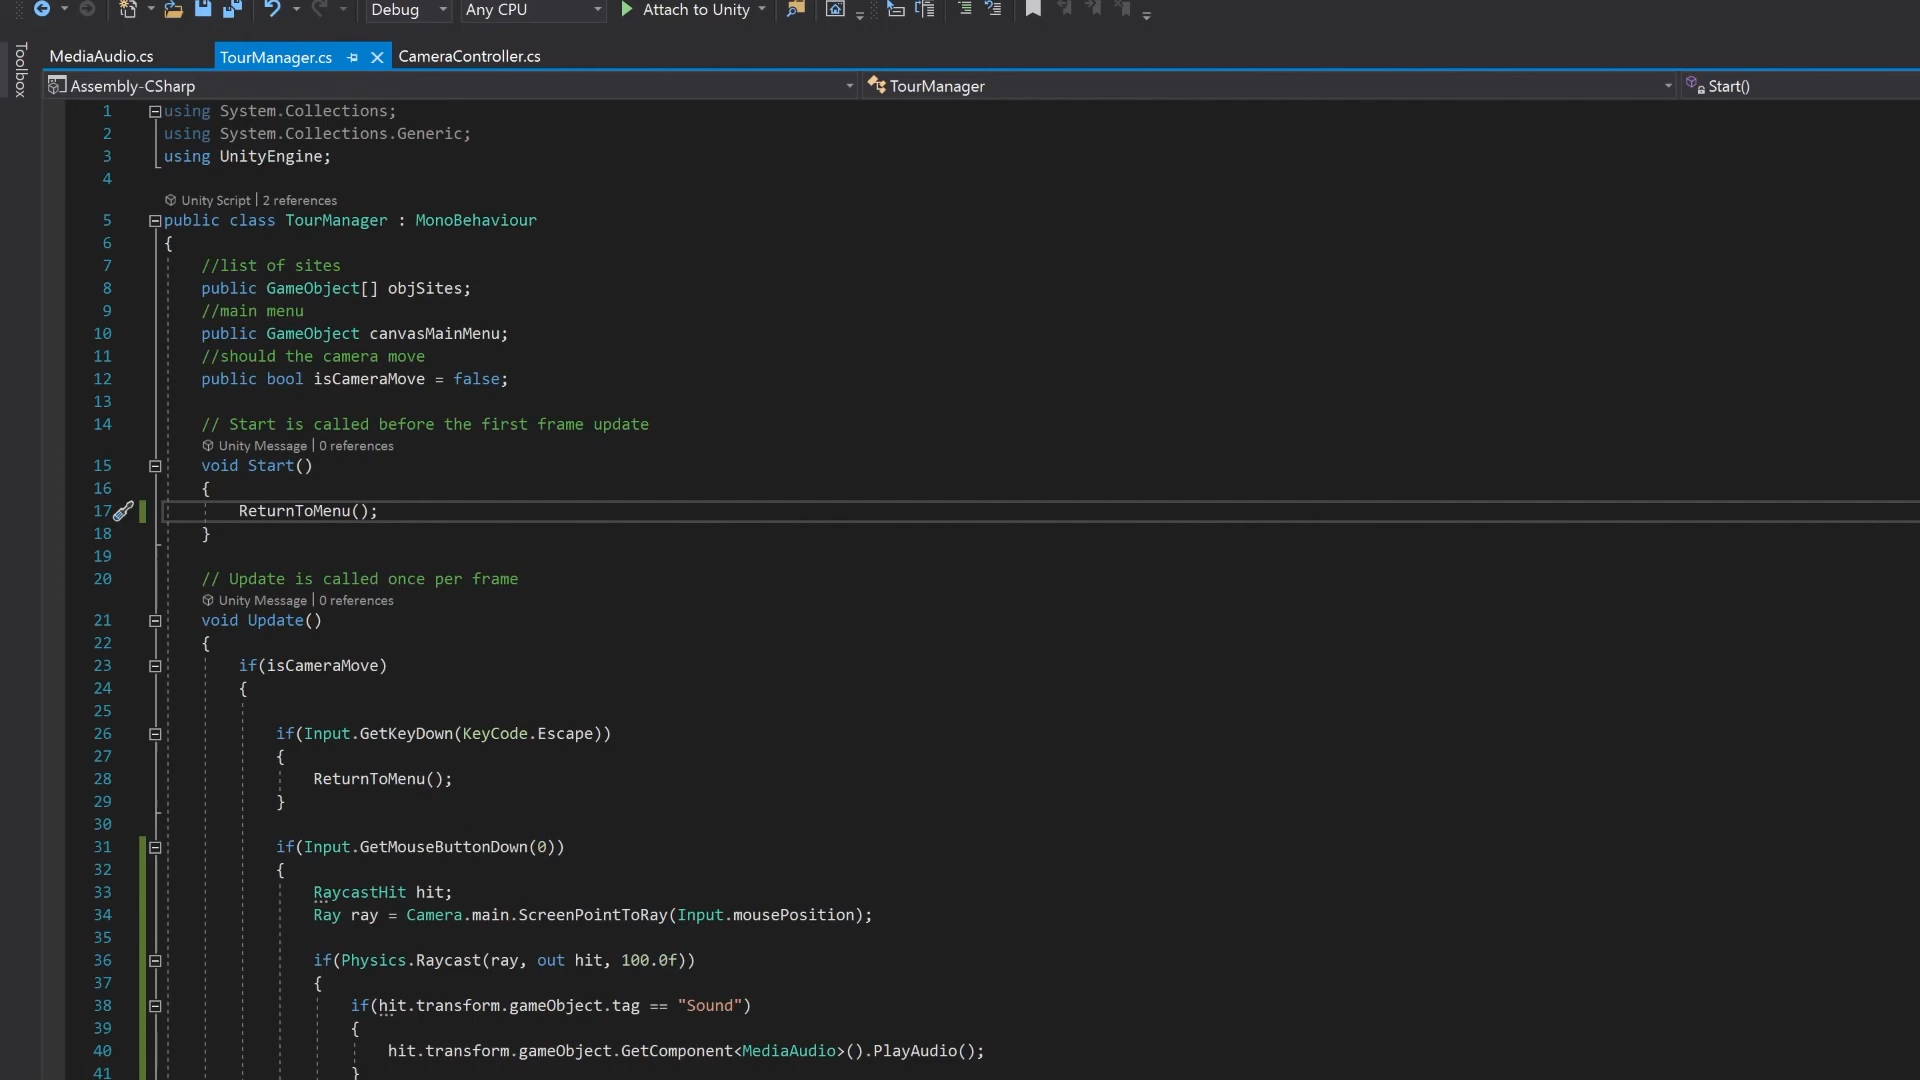 Debug Any CPU Attach to Unity
Toolbox
MediaAudio.cs TourManager.cs CameraController.cs
Assembly-CSharp TourManager Start()
1 using System.Collections;
2 using System.Collections.Generic;
3 using UnityEngine;
4
Unity Script | 2 references
5 public class TourManager : MonoBehaviour
6 {
7 //list of sites
8 public GameObject[] objSites;
9 //main menu
10 public GameObject canvasMainMenu;
11 //should the camera move
12 public bool isCameraMove = false;
13
14 // Start is called before the first frame update
Unity Message | 0 references
15 void Start()
16 {
17 ReturnToMenu();
18 }
19
20 // Update is called once per frame
Unity Message | 0 references
21 void Update()
22 {
23 if(isCameraMove)
24 {
25
26 if(Input.GetKeyDown(KeyCode.Escape))
27 {
28 ReturnToMenu();
29 }
30
31 if(Input.GetMouseButtonDown(0))
32 {
33 RaycastHit hit;
34 Ray ray = Camera.main.ScreenPointToRay(Input.mousePosition);
35
36 if(Physics.Raycast(ray, out hit, 100.0f))
37 {
38 if(hit.transform.gameObject.tag == "Sound")
39 {
40 hit.transform.gameObject.GetComponent<MediaAudio>().PlayAudio();
41 }